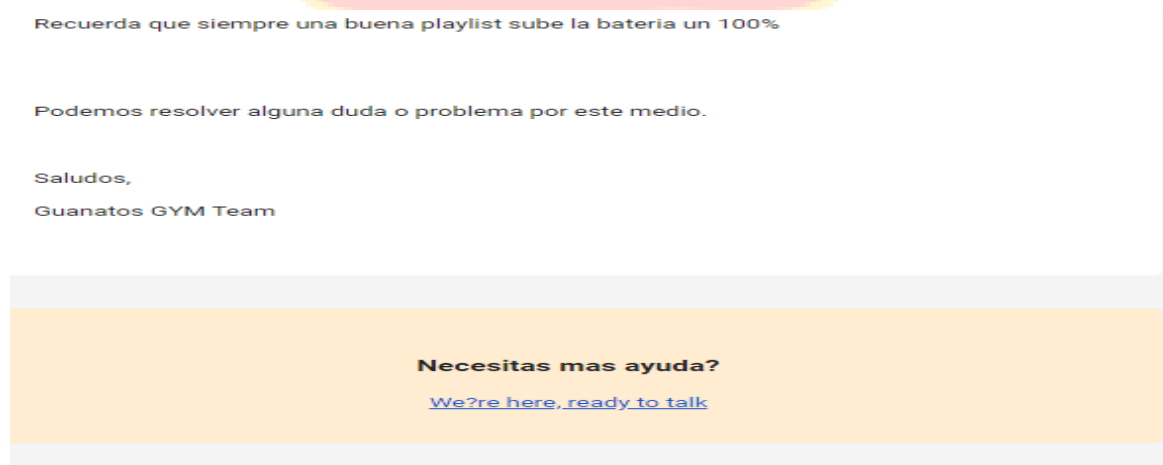 Recuerda que siempre una buena playlist sube la bateria un 100%
Podemos resolver alguna duda o problema por este medio.
Saludos,
Guanatos GYM Team
Necesitas mas ayuda?
We?re here, ready to talk